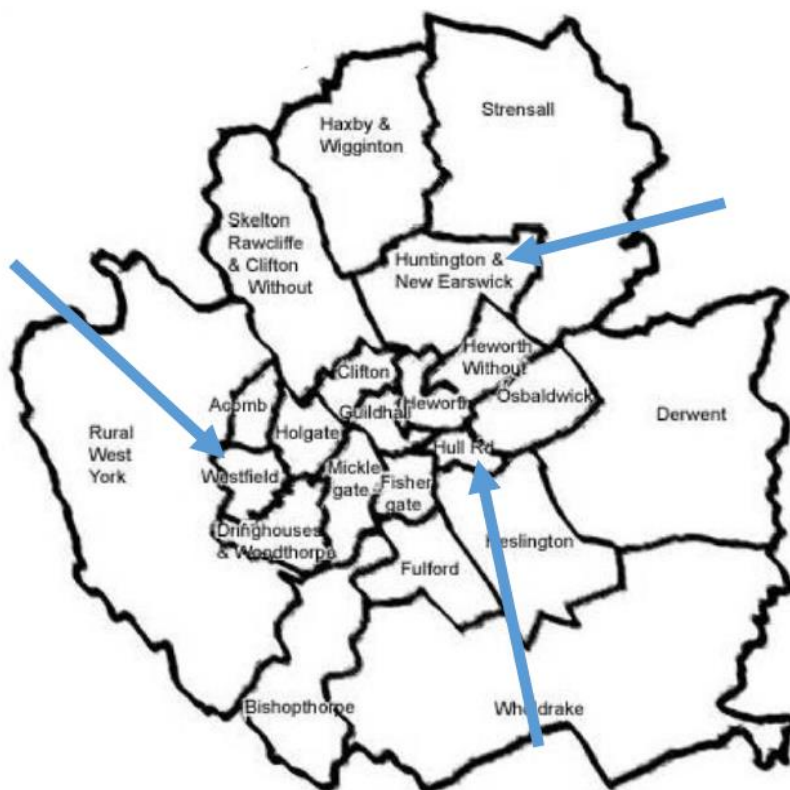 Strensall
Haxby &
Wigginton
Skelton
Rawcliffe
& Clifton
Without
Huntington &
New Earswick
Heworth
Without
Clifton
Osbaldwick
Acomb
Guildhall
Heworth
Derwent
Holgate
Rural
West
York
Hull Rd
Westfield
Mickle
gate
Fisher
gate
Dringhouses
& Woodthorpe
Heslington
Fulford
Bishopthorpe
Wheldrake